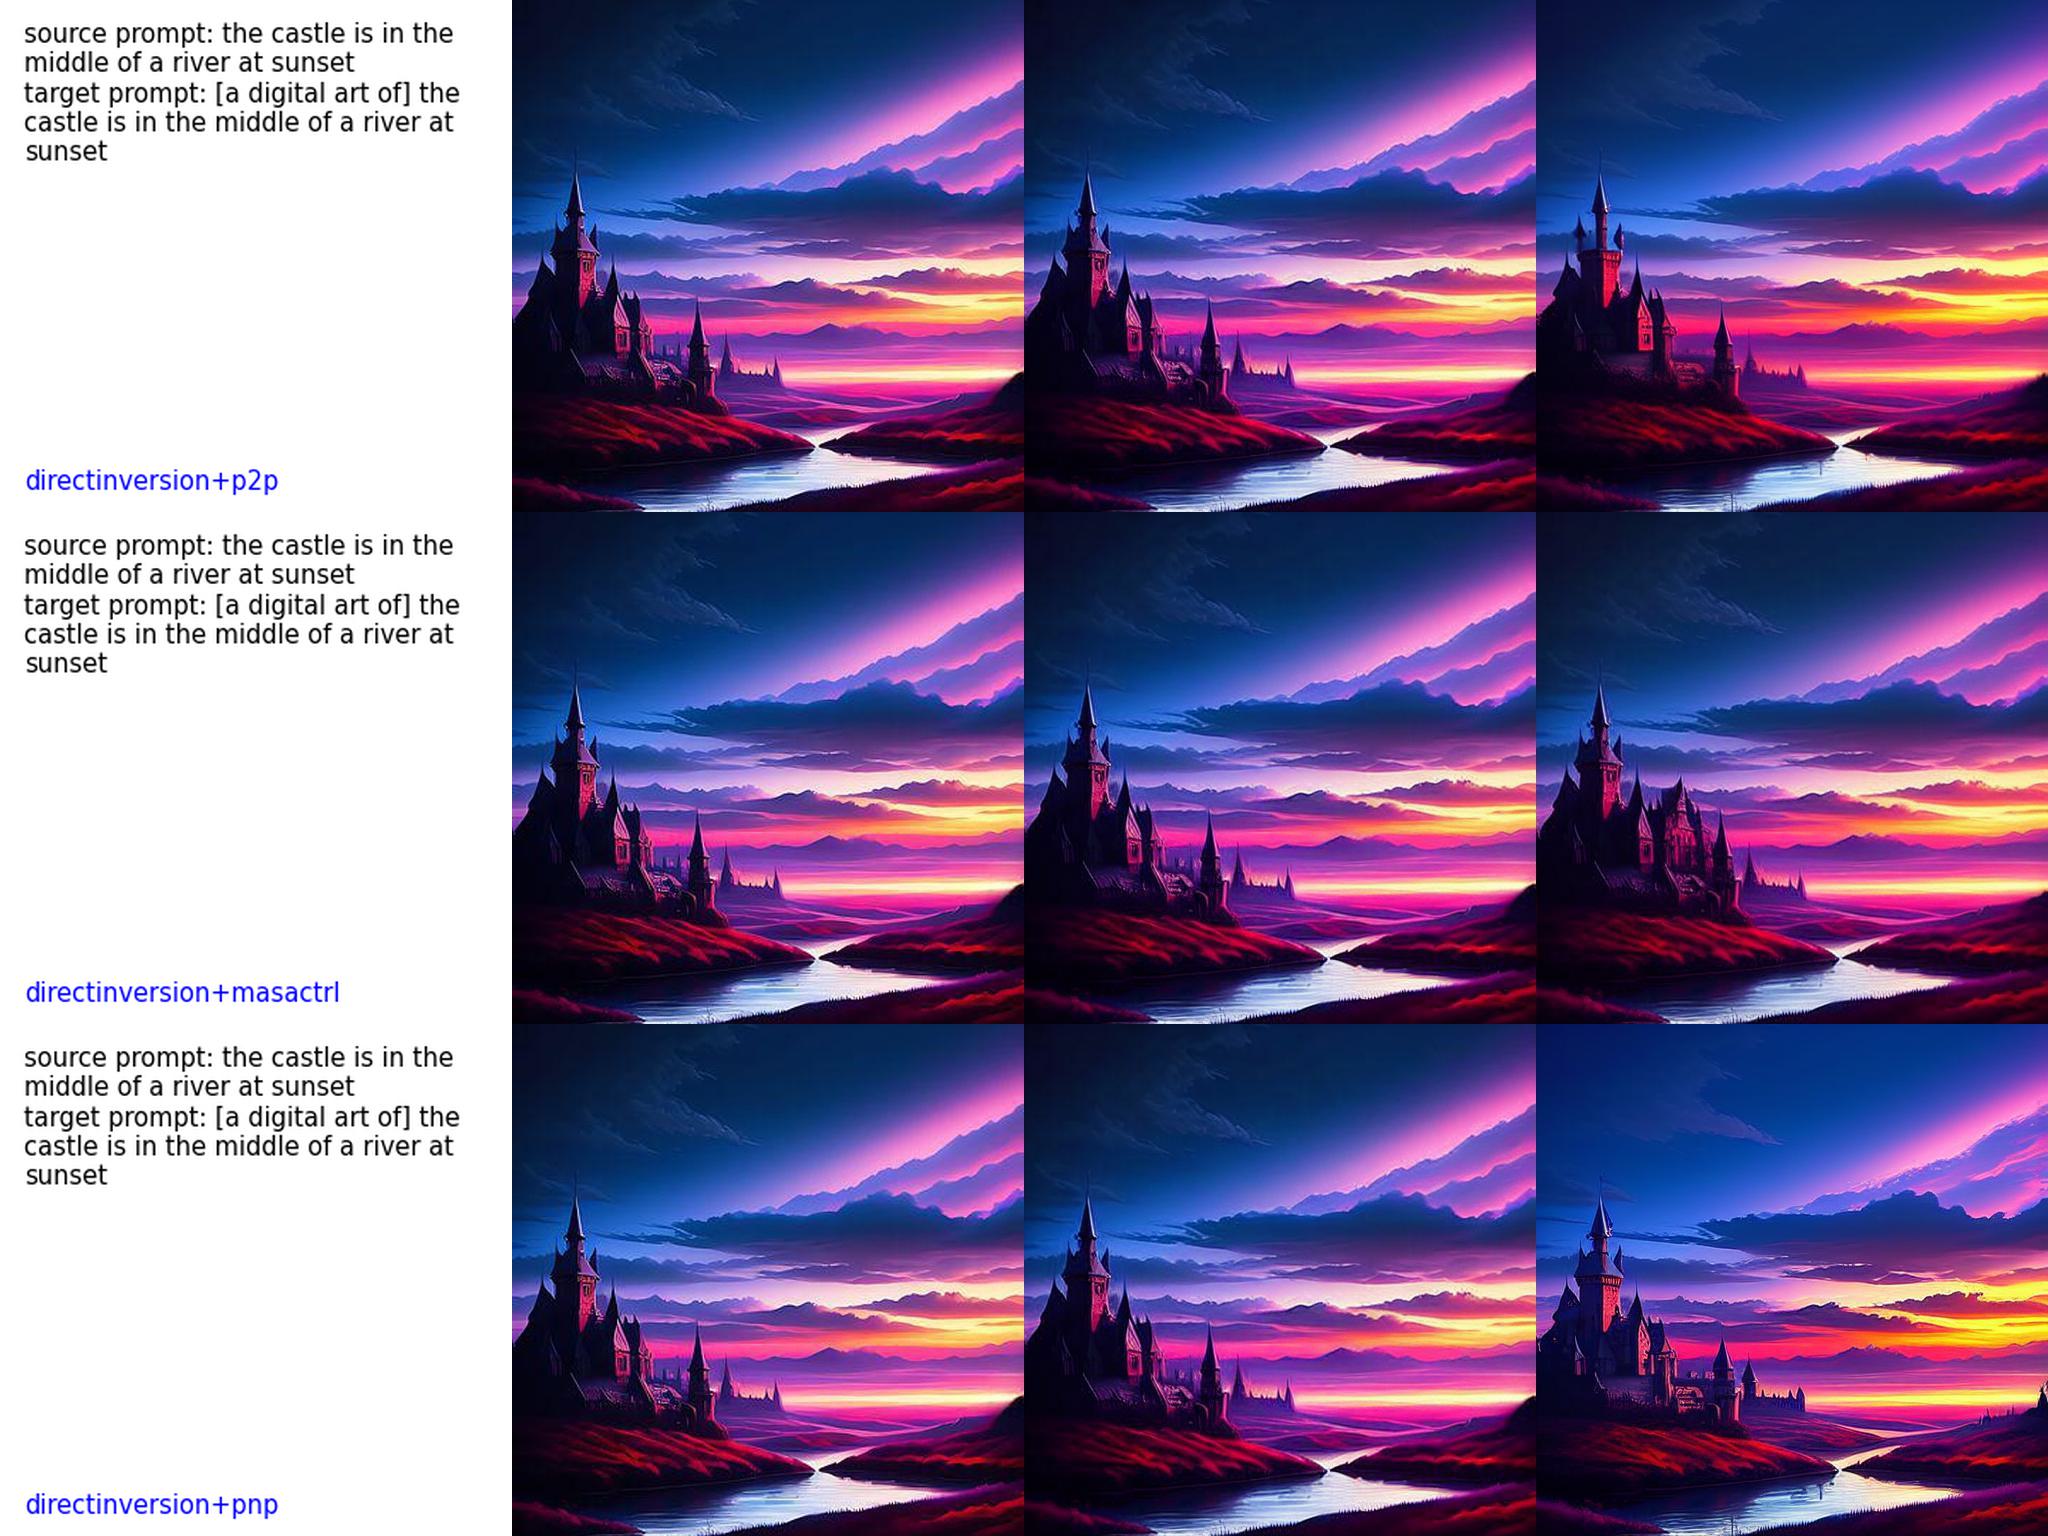 source prompt: the castle is in the
middle of a river at sunset
target prompt: [a digital art of] the
castle is in the middle of a river at
sunset
directinversion+p2p
source prompt: the castle is in the
middle of a river at sunset
target prompt: [a digital art of] the
castle is in the middle of a river at
sunset
directinversion+masactrl
source prompt: the castle is in the
middle of a river at sunset
target prompt: [a digital art of] the
castle is in the middle of a river at
sunset
directinversion+pnp